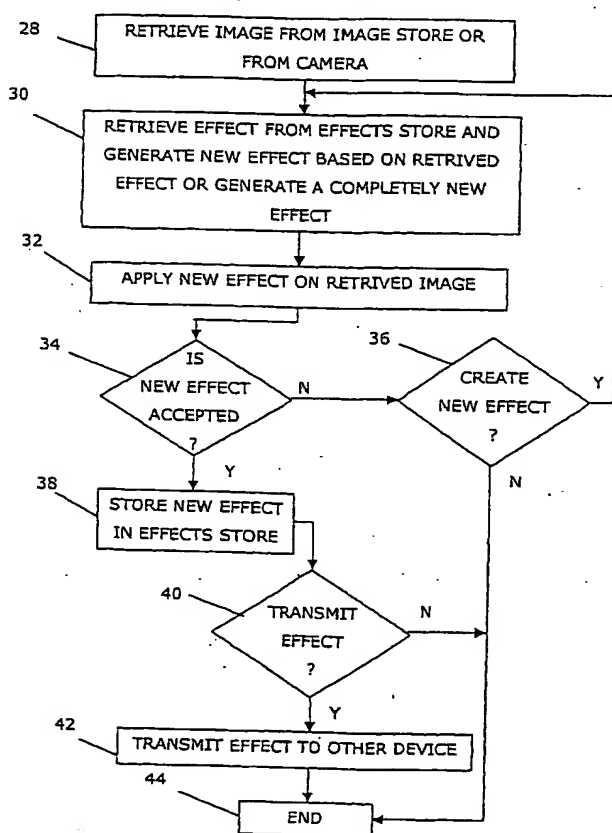 28
RETRIEVE IMAGE FROM IMAGE STORE OR
FROM CAMERA
30
RETRIEVE EFFECT FROM EFFECTS STORE AND
GENERATE NEW EFFECT BASED ON RETRIVED
EFFECT OR GENERATE A COMPLETELY NEW
EFFECT
32
APPLY NEW EFFECT ON RETRIVED IMAGE
34
IS
NEW EFFECT
ACCEPTED
?
N
Y
36
CREATE
NEW EFFECT
?
Y
N
38
STORE NEW EFFECT
IN EFFECTS STORE
40
TRANSMIT
EFFECT
?
N
Y
42
TRANSMIT EFFECT TO OTHER DEVICE
44
END